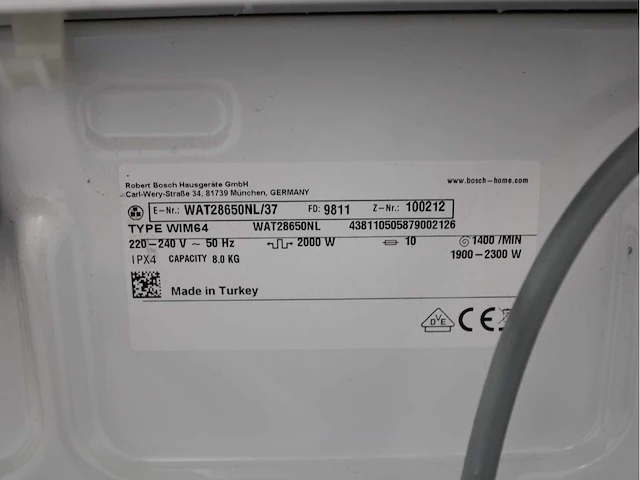 Robert Bosch Hausgeräte GmbH
Carl-Wery-Straße 34, 81739 München, GERMANY
www.bosch-home.com
E-Nr.: WAT28650NL/37 FD: 9811 Z-Nr.: 100212
TYPE WIM64 WAT28650NL 438110505879002126
220-240 V ~ 50 Hz 2000 W 10 1400 /MIN
IPX4 CAPACITY 8.0 KG 1900-2300 W
Made in Turkey
DVE CE